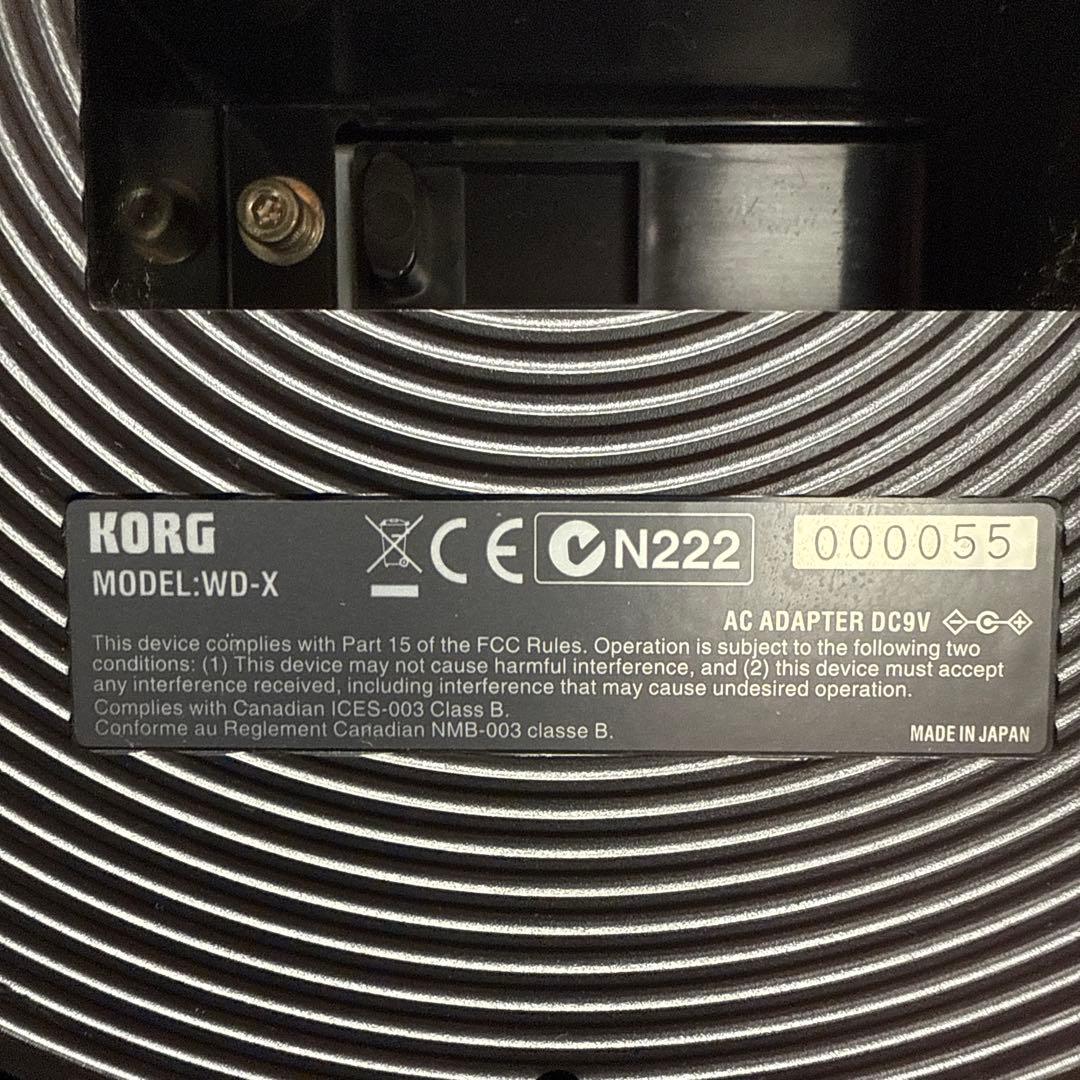 KORG
MODEL:WD-X
CE
N222
000055
AC ADAPTER DC9V
This device complies with Part 15 of the FCC Rules. Operation is subject to the following two
conditions: (1) This device may not cause harmful interference, and (2) this device must accept
any interference received, including interference that may cause undesired operation.
Complies with Canadian ICES-003 Class B.
Conforme au Reglement Canadian NMB-003 classe B.
MADE IN JAPAN